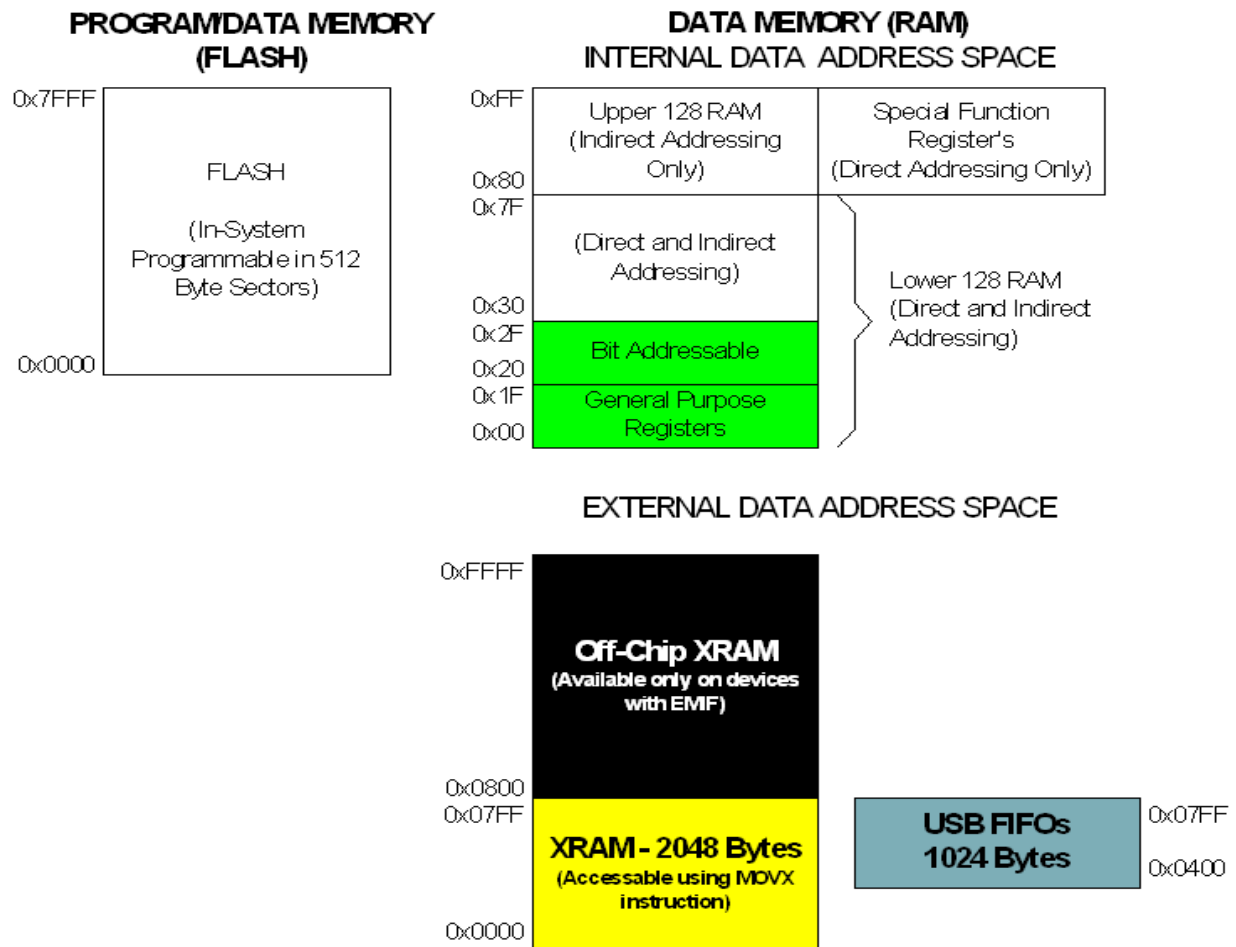 PROGRAM/DATA MEMORY
(FLASH)
0x7FFF
FLASH
(In-System
Programmable in 512
Byte Sectors)
0x0000
DATA MEMORY (RAM)
INTERNAL DATA ADDRESS SPACE
0xFF
Upper 128 RAM
(Indirect Addressing
Only)
0x80
Special Function
Register's
(Direct Addressing Only)
0x7F
(Direct and Indirect
Addressing)
0x30
Lower 128 RAM
(Direct and Indirect
Addressing)
0x2F
Bit Addressable
0x20
0x1F
General Purpose
Registers
0x00
EXTERNAL DATA ADDRESS SPACE
0xFFFF
Off-Chip XRAM
(Available only on devices
with EMIF)
0x0800
0x07FF
XRAM - 2048 Bytes
(Accessable using MOVX
instruction)
0x0000
USB FIFOs
1024 Bytes
0x07FF
0x0400